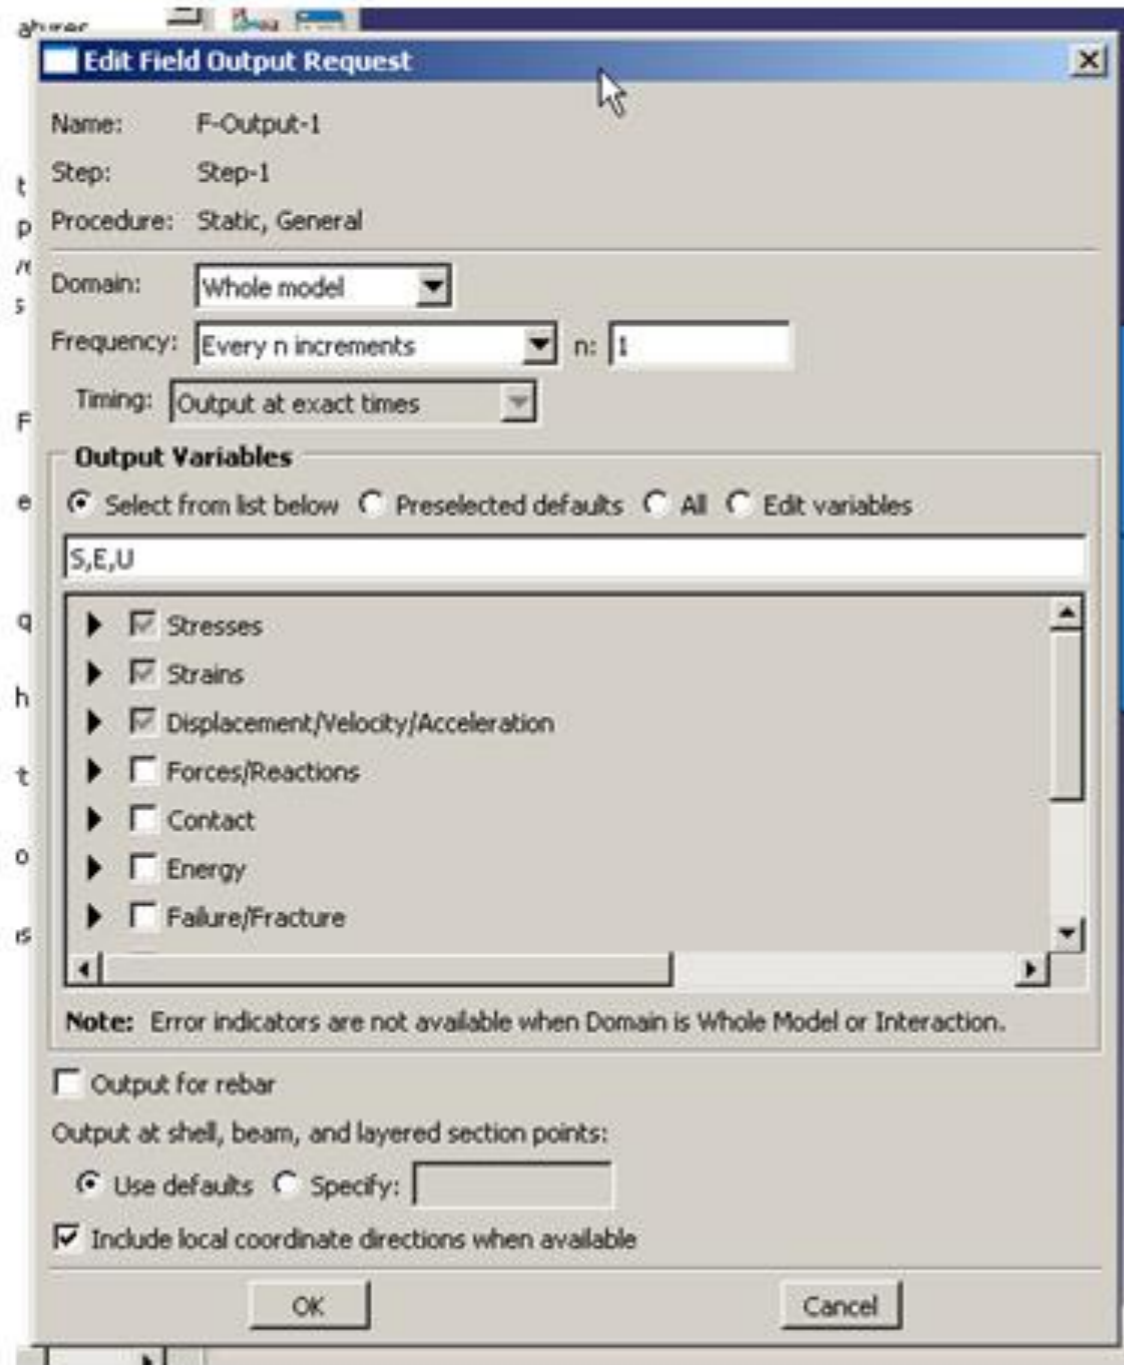 atures
Edit Field Output Request
Name: F-Output-1
Step: Step-1
t
Procedure: Static, General
p
Domain: Whole model
s
Frequency: Every n increments n: 1
Timing: Output at exact times
F
Output Variables
e
Select from list below Preselected defaults All Edit variables
S,E,U
q
Stresses
Strains
h
Displacement/Velocity/Acceleration
t
Forces/Reactions
Contact
o
Energy
Failure/Fracture
Note: Error indicators are not available when Domain is Whole Model or Interaction.
Output for rebar
Output at shell, beam, and layered section points:
Use defaults Specify:
Include local coordinate directions when available
OK Cancel